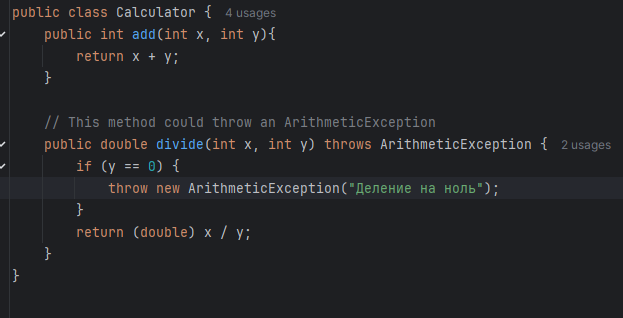 public class Calculator { 4 usages
public int add(int x, int y){
return x + y;
}
// This method could throw an ArithmeticException
public double divide(int x, int y) throws ArithmeticException { 2 usages
if (y == 0) {
throw new ArithmeticException("Деление на ноль");
}
return (double) x / y;
}
}